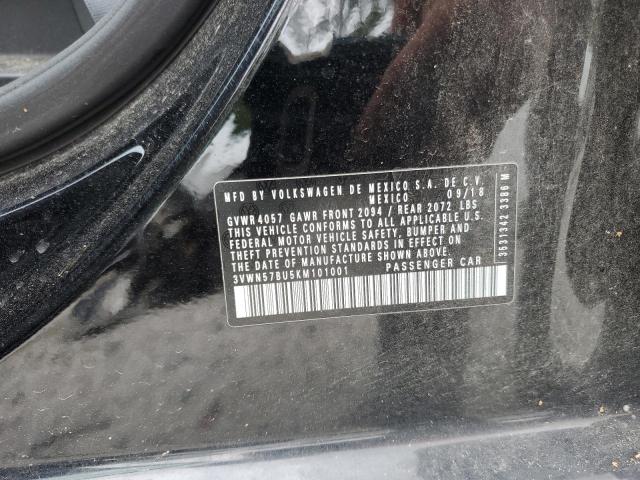 MFD BY VOLKSWAGEN DE MEXICO S.A. DE C.V.
MEXICO 09/18
GVWR4057 GAWR FRONT 2094 / REAR 2072 LBS
THIS VEHICLE CONFORMS TO ALL APPLICABLE U.S.
FEDERAL MOTOR VEHICLE SAFETY, BUMPER AND
THEFT PREVENTION STANDARDS IN EFFECT ON
THE DATE OF MANUFACTURE SHOWN ABOVE.
3VWN57BU5KM101001 PASSENGER CAR
3531342 3386 M